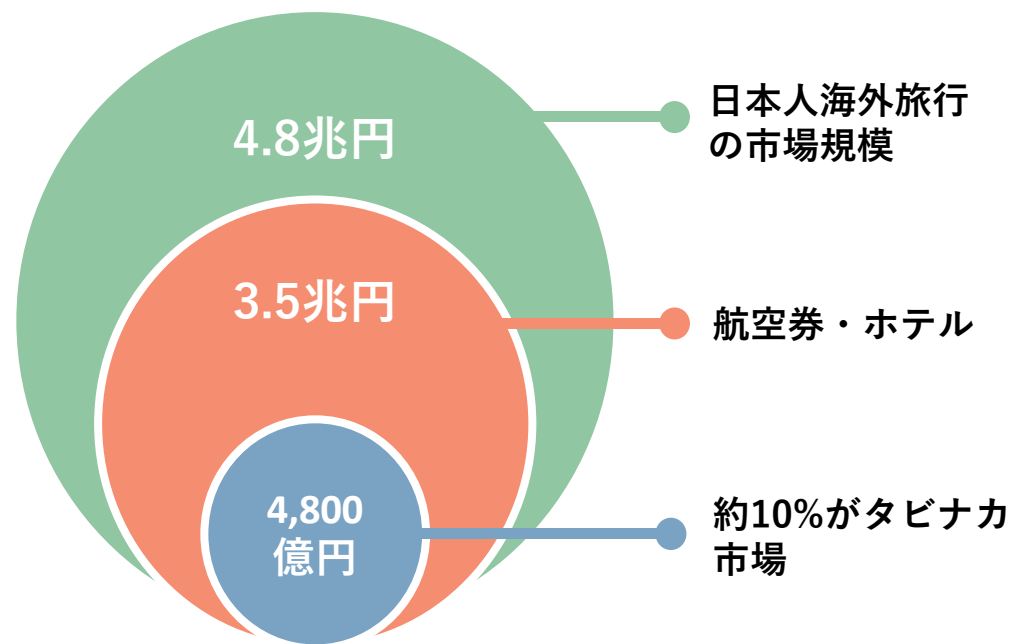 4.8兆円
日本人海外旅行
の市場規模
3.5兆円
航空券・ホテル
4,800
億円
約10%がタビナカ
市場